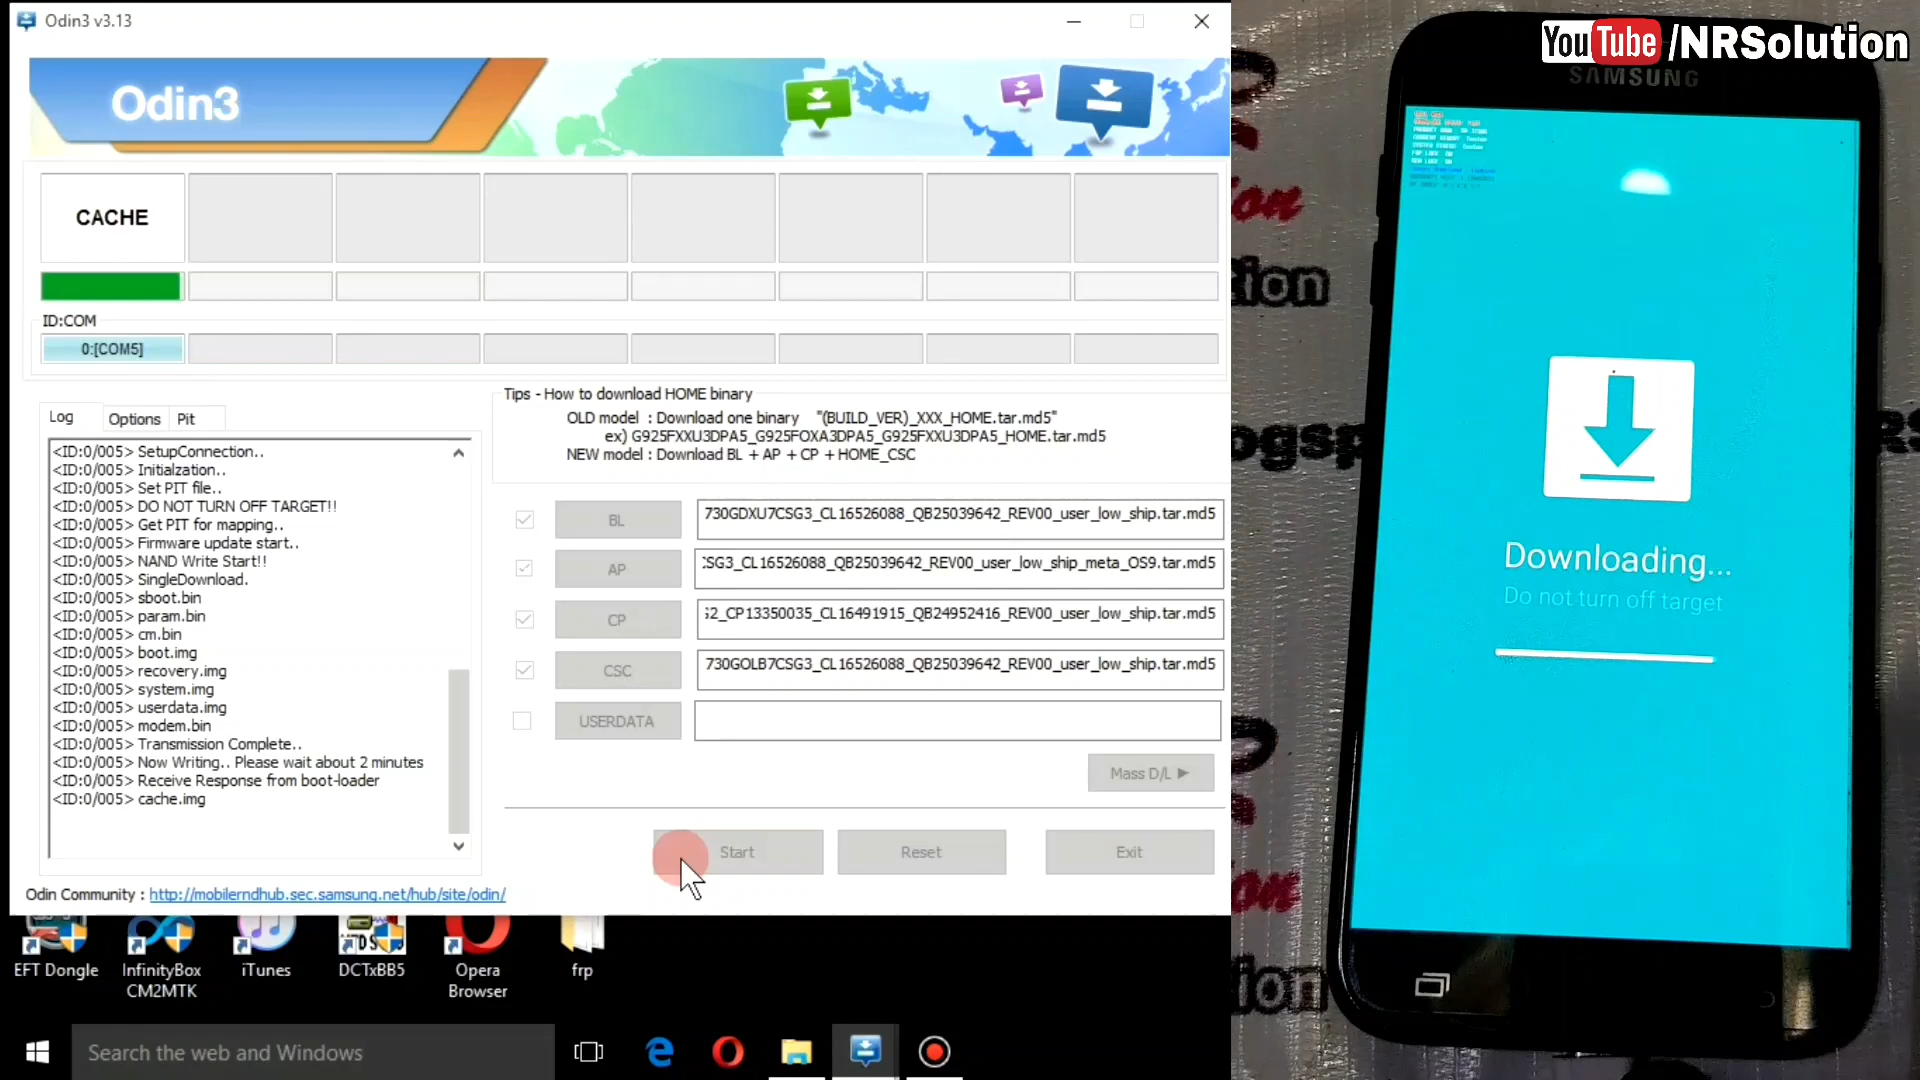 Odin3 v3.13
Odin3
CACHE
ID:COM
0:[COM5]
Log
Options
Pit
<ID:0/005> SetupConnection..
<ID:0/005> Initialzation..
<ID:0/005> Set PIT file..
<ID:0/005> DO NOT TURN OFF TARGET!!
<ID:0/005> Get PIT for mapping..
<ID:0/005> Firmware update start..
<ID:0/005> NAND Write Start!!
<ID:0/005> SingleDownload.
<ID:0/005> sboot.bin
<ID:0/005> param.bin
<ID:0/005> cm.bin
<ID:0/005> boot.img
<ID:0/005> recovery.img
<ID:0/005> system.img
<ID:0/005> userdata.img
<ID:0/005> modem.bin
<ID:0/005> Transmission Complete..
<ID:0/005> Now Writing.. Please wait about 2 minutes
<ID:0/005> Receive Response from boot-loader
<ID:0/005> cache.img
Tips - How to download HOME binary
OLD model : Download one binary "(BUILD_VER)_XXX_HOME.tar.md5"
ex) G925FXXU3DPA5_G925FOXA3DPA5_G925FXXU3DPA5_HOME.tar.md5
NEW model : Download BL + AP + CP + HOME_CSC
BL 730GDXU7CSG3_CL16526088_QB25039642_REV00_user_low_ship.tar.md5
AP SG3_CL16526088_QB25039642_REV00_user_low_ship_meta_OS9.tar.md5
CP 2_CP13350035_CL16491915_QB24952416_REV00_user_low_ship.tar.md5
CSC 730GOLB7CSG3_CL16526088_QB25039642_REV00_user_low_ship.tar.md5
USERDATA
Mass D/L ►
Start
Reset
Exit
Odin Community : http://mobilerndhub.sec.samsung.net/hub/site/odin/
EFT Dongle
InfinityBox CM2MTK
iTunes
DCTxBB5
Opera Browser
frp
Search the web and Windows
YouTube /NRSolution
SAMSUNG
Downloading...
Do not turn off target